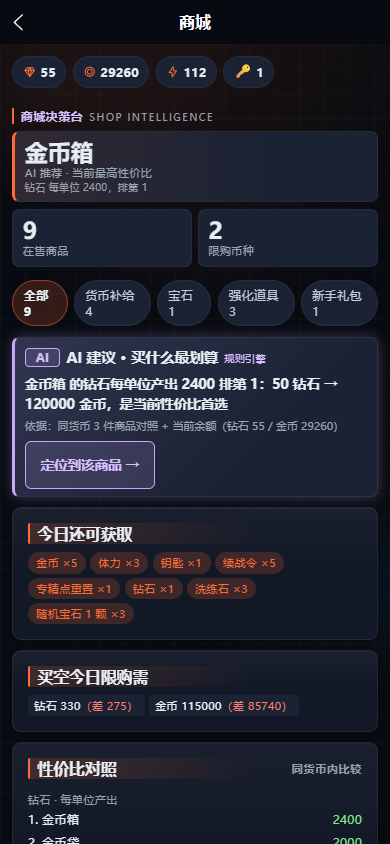 商城
55
29260
112
1
商城决策台 SHOP INTELLIGENCE
金币箱
AI 推荐 · 当前最高性价比
钻石 每单位 2400，排第 1
9
在售商品
2
限购币种
全部
9
货币补给
4
宝石
1
强化道具
3
新手礼包
1
AI AI 建议 · 买什么最划算 规则引擎
金币箱 的钻石每单位产出 2400 排第 1：50 钻石 →
120000 金币，是当前性价比首选
依据：同货币 3 件商品对照 + 当前余额（钻石 55 / 金币 29260）
定位到该商品 →
今日还可获取
金币 ×5
体力 ×3
钥匙 ×1
续战令 ×5
专精点重置 ×1
钻石 ×1
洗练石 ×3
随机宝石 1 颗 ×3
买空今日限购需
钻石 330（差 275）
金币 115000（差 85740）
性价比对照 同货币内比较
钻石 · 每单位产出
1. 金币箱 2400
2. 金币袋 2000